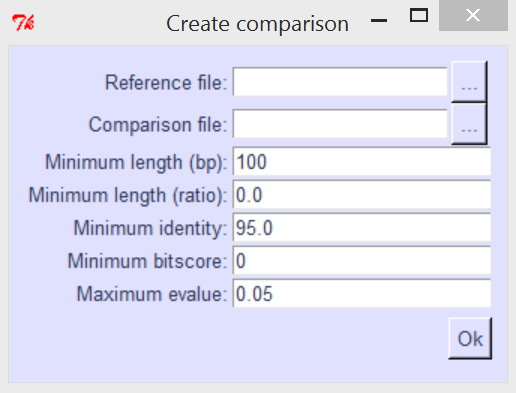 Create comparison
Reference file: ...
Comparison file: ...
Minimum length (bp): 100
Minimum length (ratio): 0.0
Minimum identity: 95.0
Minimum bitscore: 0
Maximum evalue: 0.05
Ok